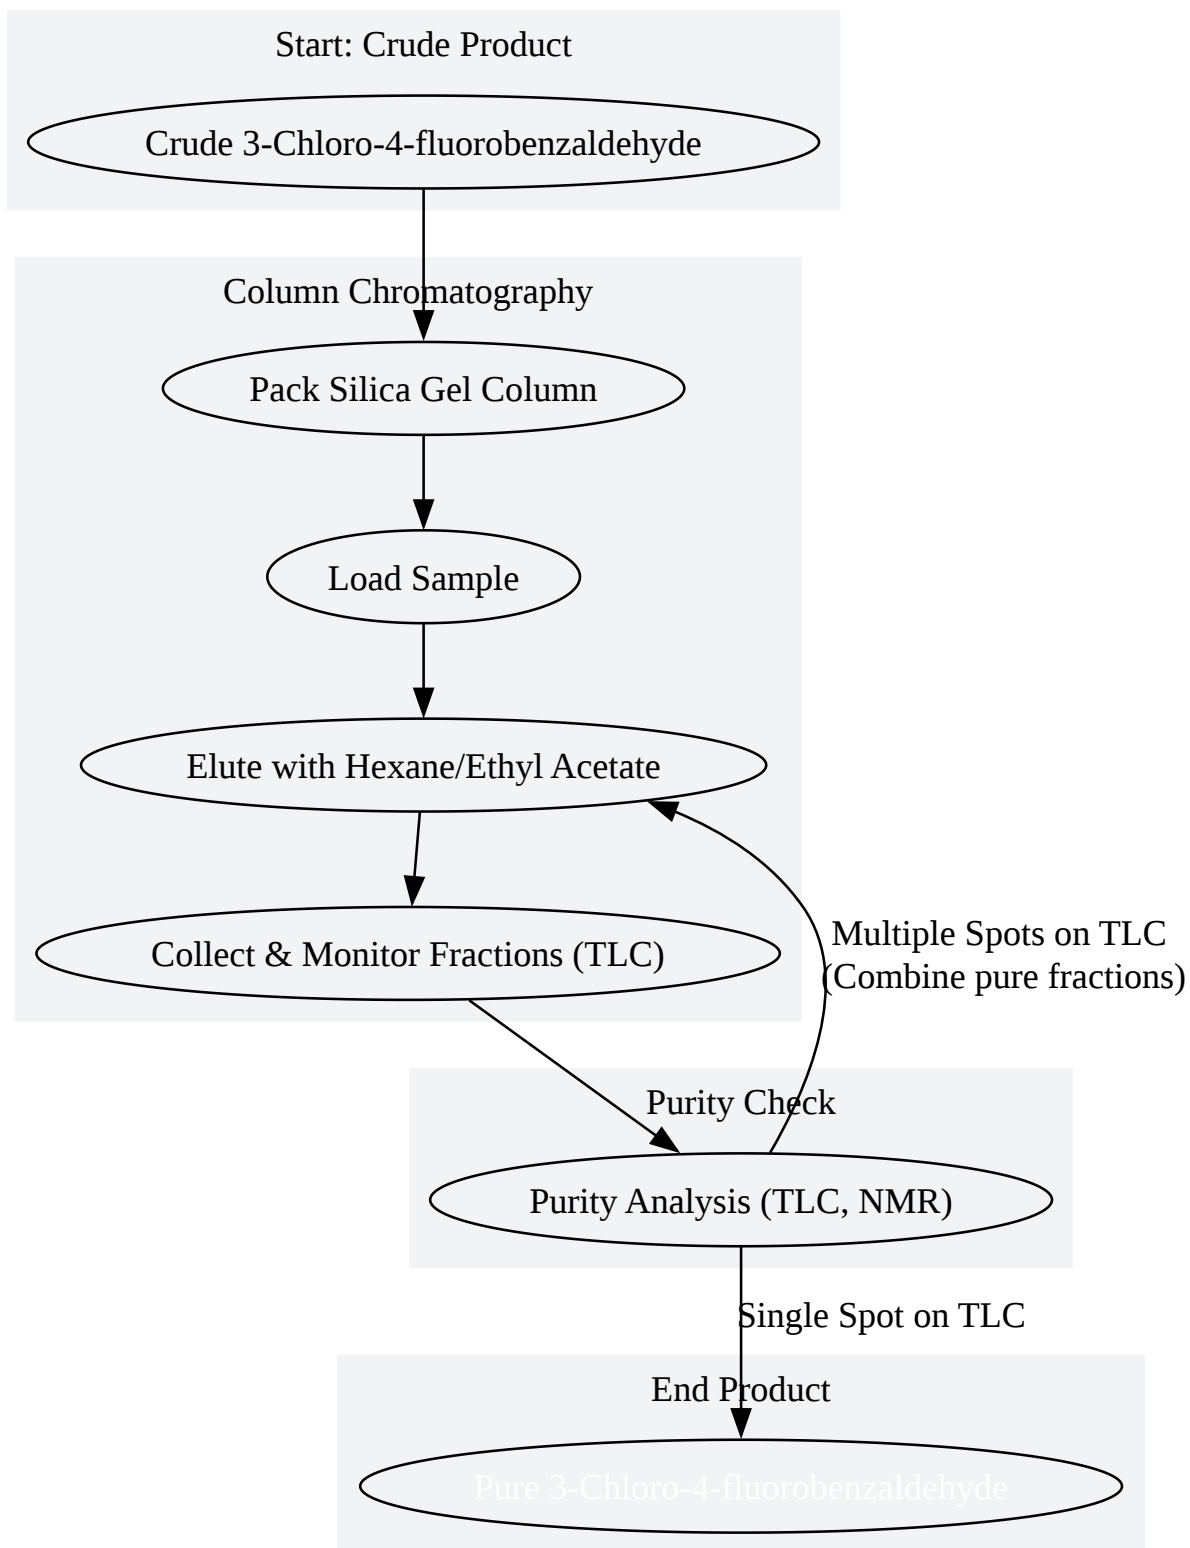 Start: Crude Product
Crude 3-Chloro-4-fluorobenzaldehyde
Column Chromatography
Pack Silica Gel Column
Load Sample
Elute with Hexane/Ethyl Acetate
Multiple Spots on TLC
(Combine pure fractions)
Collect & Monitor Fractions (TLC)
Purity Check
Purity Analysis (TLC, NMR)
Single Spot on TLC
End Product
Pure 3-Chloro-4-fluorobenzaldehyde